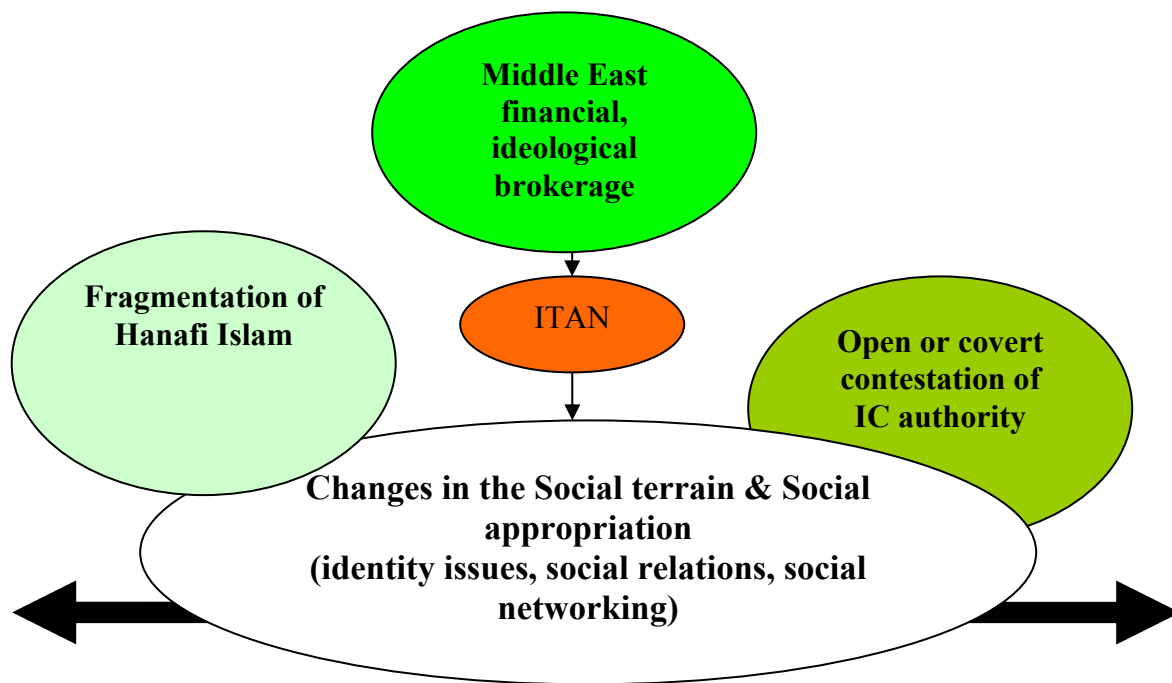 Middle East
financial,
ideological
brokerage
Fragmentation of
Hanafi Islam
ITAN
Open or covert
contestation of
IC authority
Changes in the Social terrain & Social
appropriation
(identity issues, social relations, social
networking)